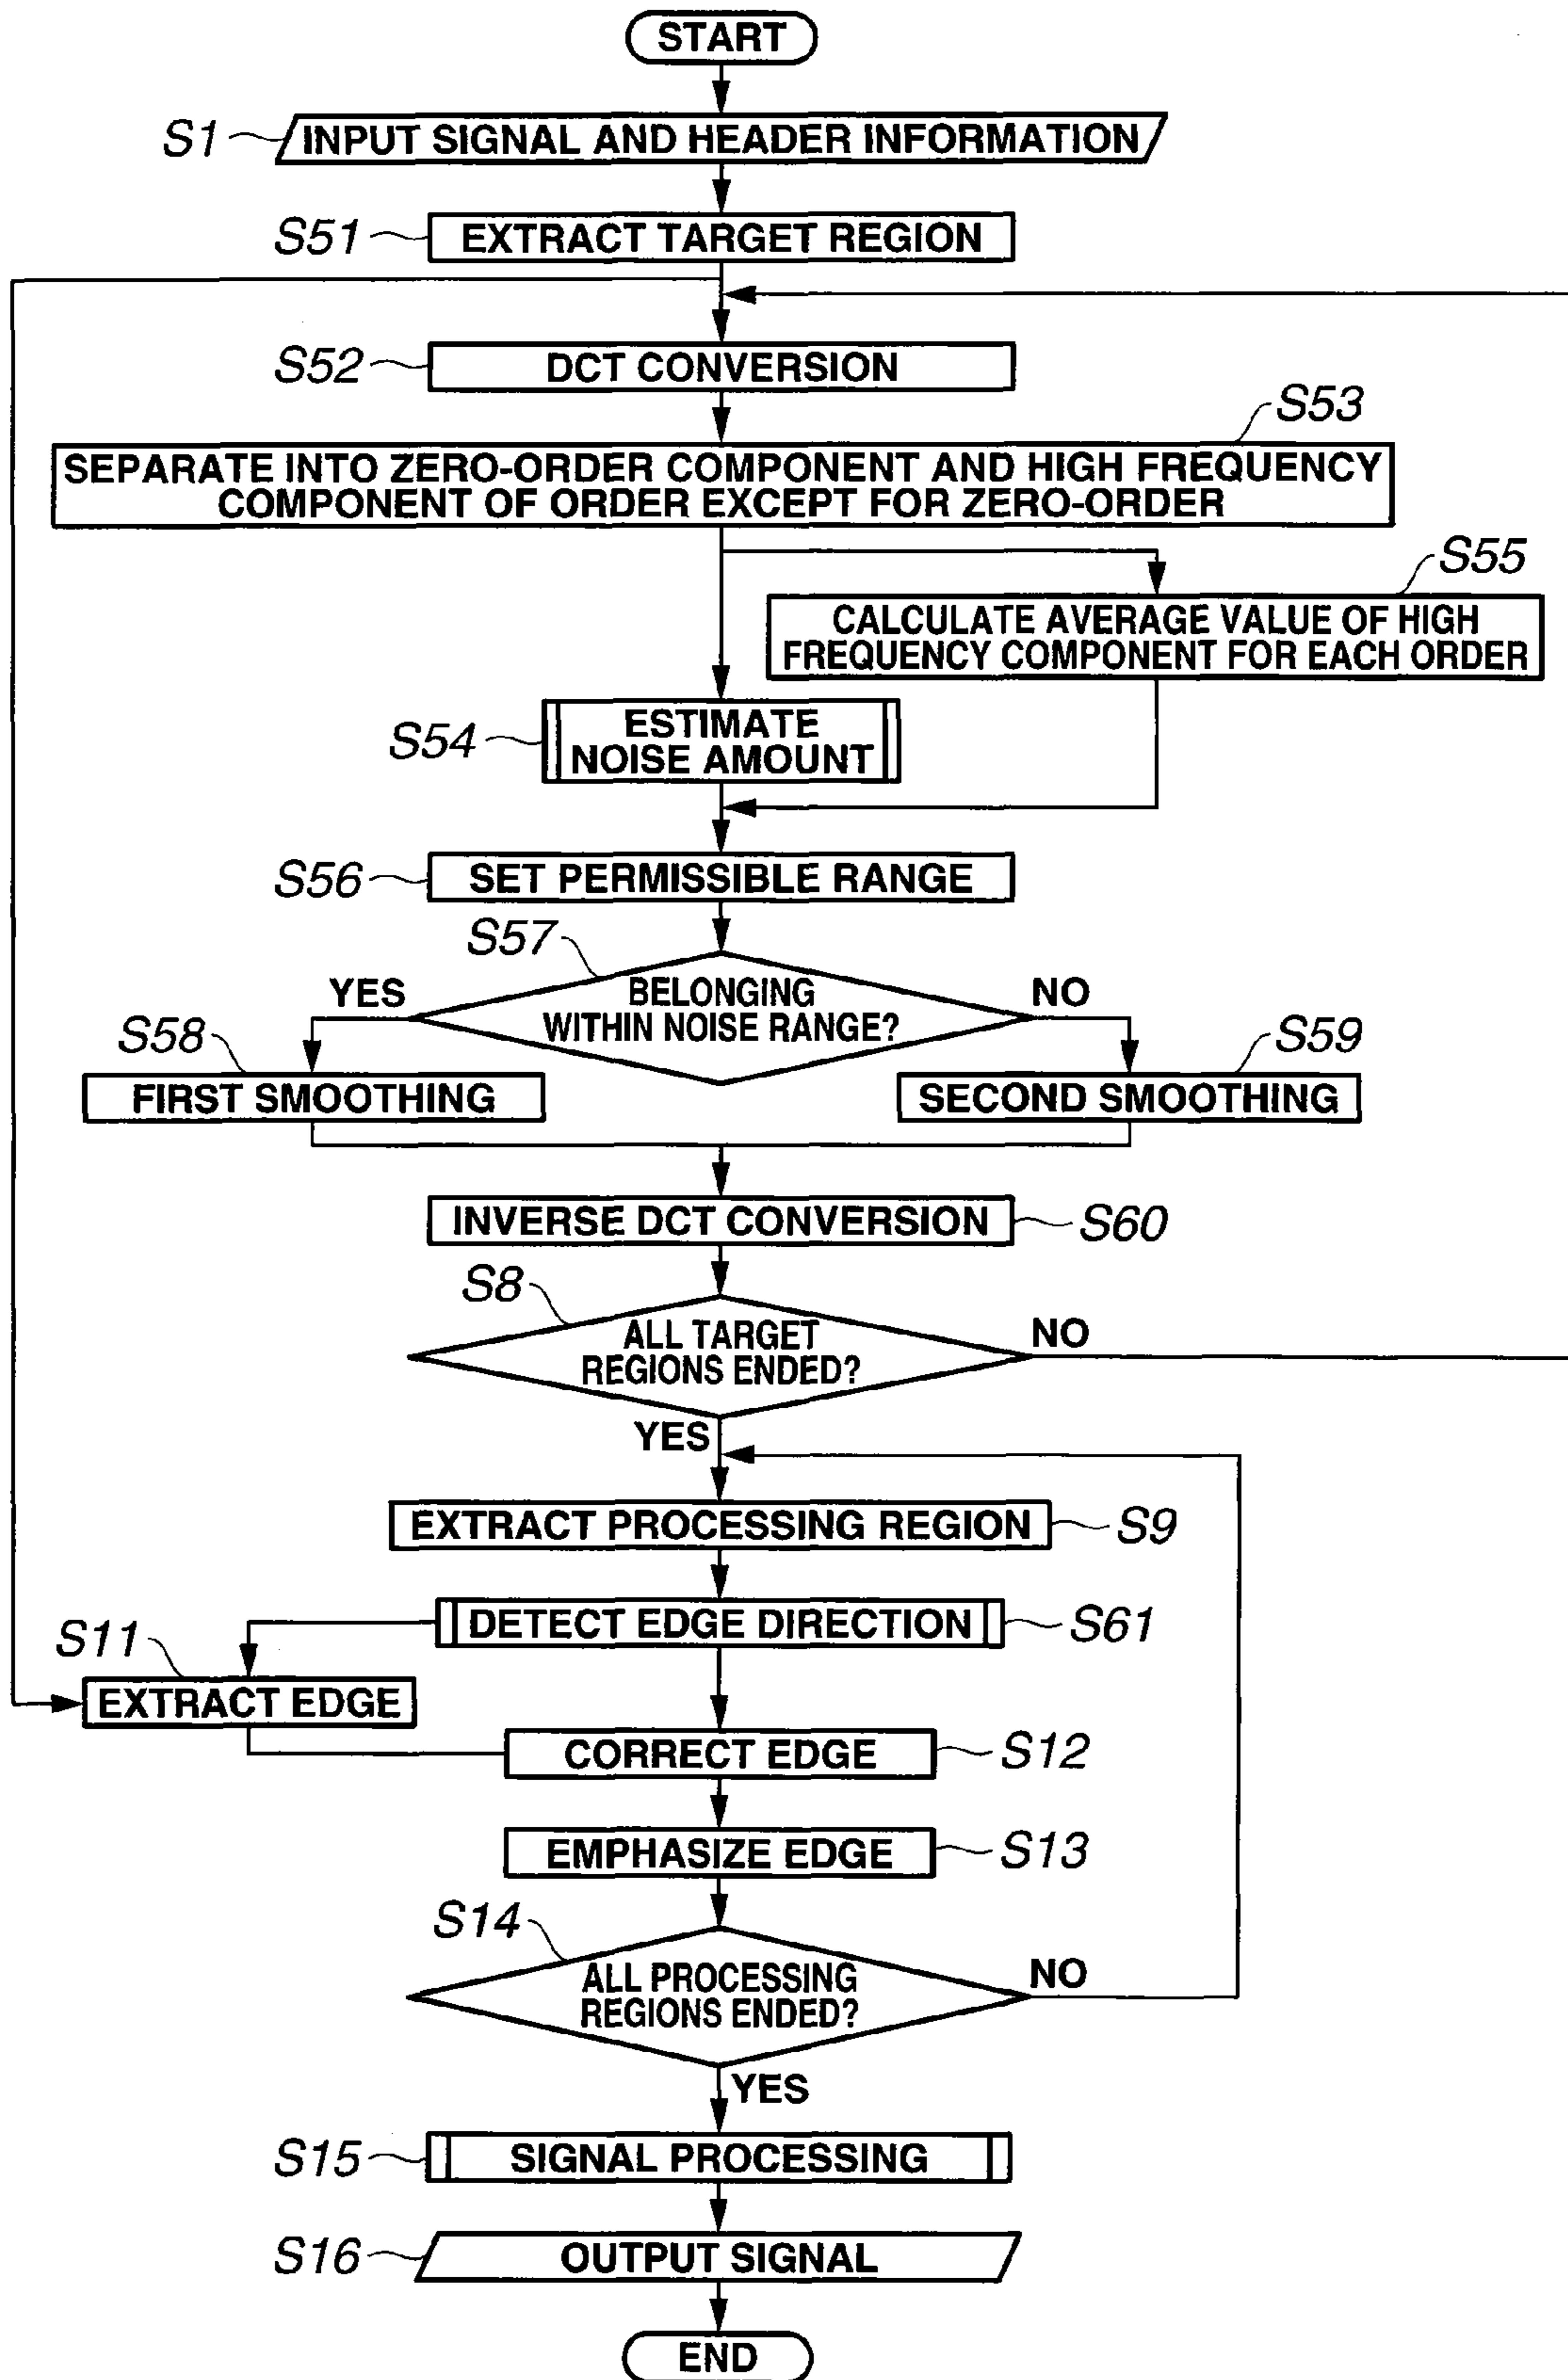 START
S1
INPUT SIGNAL AND HEADER INFORMATION
S51
EXTRACT TARGET REGION
S52
DCT CONVERSION
S53
SEPARATE INTO ZERO-ORDER COMPONENT AND HIGH FREQUENCY
COMPONENT OF ORDER EXCEPT FOR ZERO-ORDER
S55
CALCULATE AVERAGE VALUE OF HIGH
FREQUENCY COMPONENT FOR EACH ORDER
S54
ESTIMATE
NOISE AMOUNT
S56
SET PERMISSIBLE RANGE
S57
YES
BELONGING
WITHIN NOISE RANGE?
NO
S58
FIRST SMOOTHING
S59
SECOND SMOOTHING
INVERSE DCT CONVERSION
S60
S8
ALL TARGET
REGIONS ENDED?
NO
YES
EXTRACT PROCESSING REGION
S9
DETECT EDGE DIRECTION
S61
S11
EXTRACT EDGE
CORRECT EDGE
S12
EMPHASIZE EDGE
S13
S14
ALL PROCESSING
REGIONS ENDED?
NO
YES
S15
SIGNAL PROCESSING
S16
OUTPUT SIGNAL
END